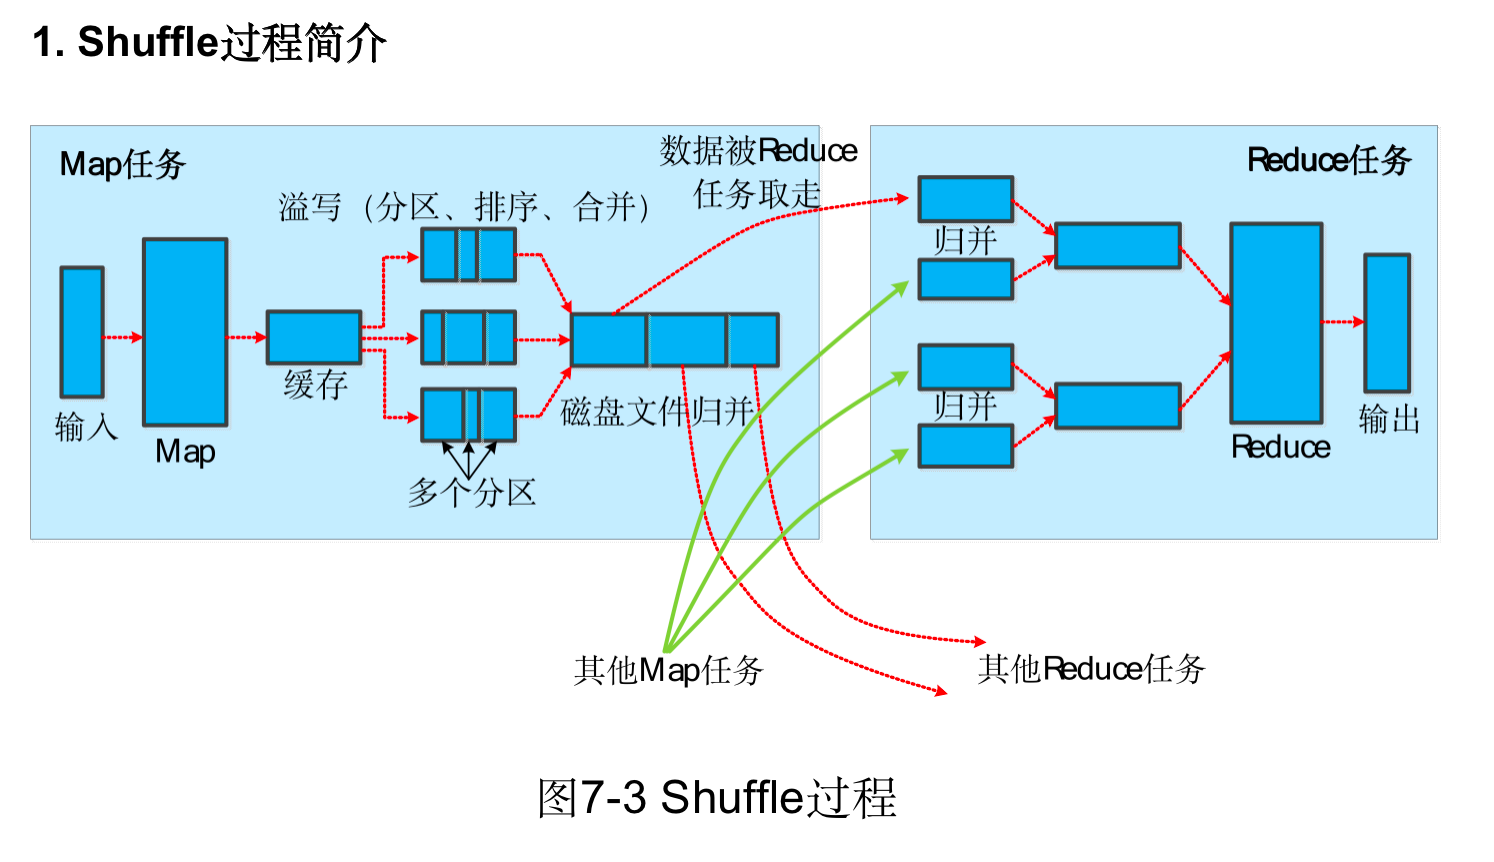 1. Shuffle过程简介
Map任务
数据被Reduce
任务取走
Reduce任务
溢写（分区、排序、合并）
归并
缓存
输入
Map
磁盘文件归并
归并
输出
Reduce
多个分区
其他Map任务
其他Reduce任务
图7-3 Shuffle过程